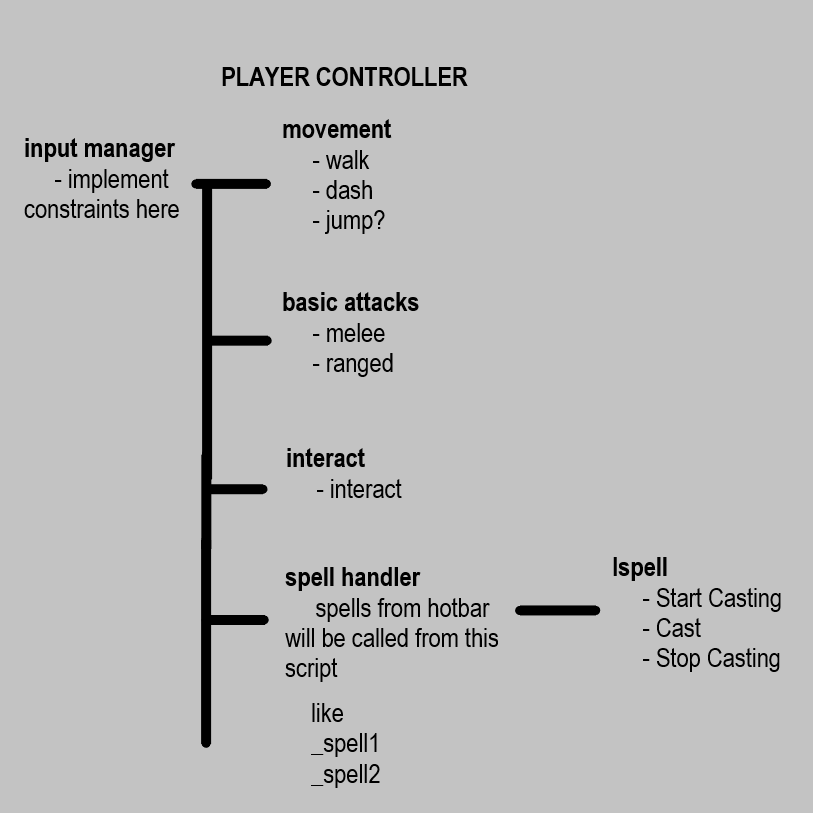 PLAYER CONTROLLER
input manager
- implement
constraints here
movement
- walk
- dash
- jump?
basic attacks
- melee
- ranged
interact
- interact
spell handler
spells from hotbar
will be called from this
script
like
_spell1
_spell2
Ispell
- Start Casting
- Cast
- Stop Casting